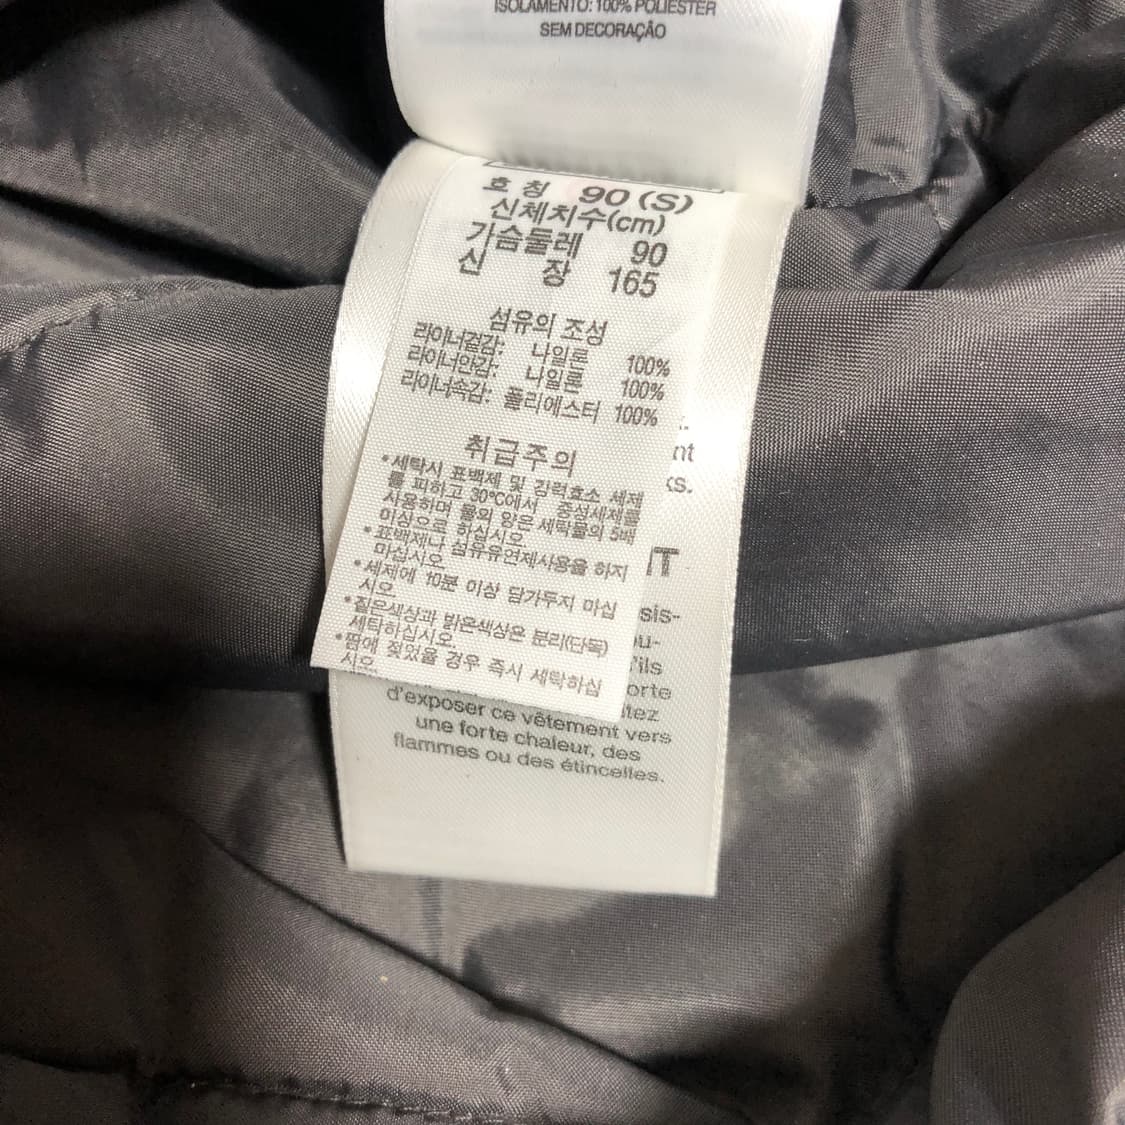 ISOLAMENTO: 100% POLIESTER
SEM DECORAÇÃO
호 칭 90 (S)
신체치수(cm)
가슴둘레 90
신 장 165
섬유의 조성
라이너겉감: 나일론 100%
라이너안감: 나일론 100%
라이너속감: 폴리에스터 100%
취급주의
•세탁시 표백제 및 강력효소 세제
를 피하고 30℃에서 중성세제를
사용하며 물의 양은 세탁물의 5배
이상으로 하십시오.
•표백제나 섬유유연제사용을 하지
마십시오.
•세제에 10분 이상 담가두지 마십
시오.
•짙은색상과 밝은색상은 분리(단독)
세탁하십시오.
•땀에 젖었을 경우 즉시 세탁하십
시오.
d'exposer ce vêtement vers
une forte chaleur, des
flammes ou des étincelles.